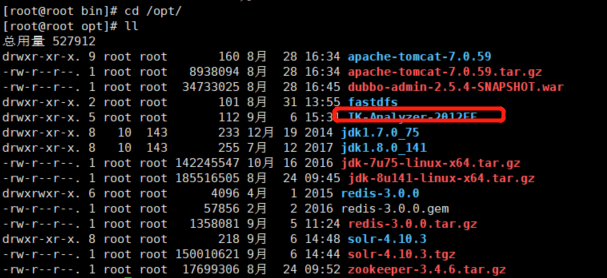 [root@root bin]# cd /opt/
[root@root opt]# ll
总用量 527912
drwxr-xr-x. 9 root root 160 8月 28 16:34 apache-tomcat-7.0.59
-rw-r--r--. 1 root root 8938094 8月 28 16:34 apache-tomcat-7.0.59.tar.gz
-rw-r--r--. 1 root root 34733025 8月 28 16:45 dubbo-admin-2.5.4-SNAPSHOT.war
drwxr-xr-x. 2 root root 101 8月 31 13:55 fastdfs
drwxr-xr-x. 5 root root 112 9月 6 15:31 IK-Analyzer-2012FF
drwxr-xr-x. 8 10 143 233 12月 19 2014 jdk1.7.0_75
drwxr-xr-x. 8 10 143 255 7月 12 2017 jdk1.8.0_141
-rw-r--r--. 1 root root 142245547 10月 16 2016 jdk-7u75-linux-x64.tar.gz
-rw-r--r--. 1 root root 185516505 8月 24 09:45 jdk-8u141-linux-x64.tar.gz
drwxrwxr-x. 6 root root 4096 4月 1 2015 redis-3.0.0
-rw-r--r--. 1 root root 57856 2月 2 2016 redis-3.0.0.gem
-rw-r--r--. 1 root root 1358081 9月 5 11:24 redis-3.0.0.tar.gz
drwxr-xr-x. 8 root root 218 9月 6 14:48 solr-4.10.3
-rw-r--r--. 1 root root 150010621 9月 6 14:44 solr-4.10.3.tgz
-rw-r--r--. 1 root root 17699306 8月 24 09:52 zookeeper-3.4.6.tar.gz